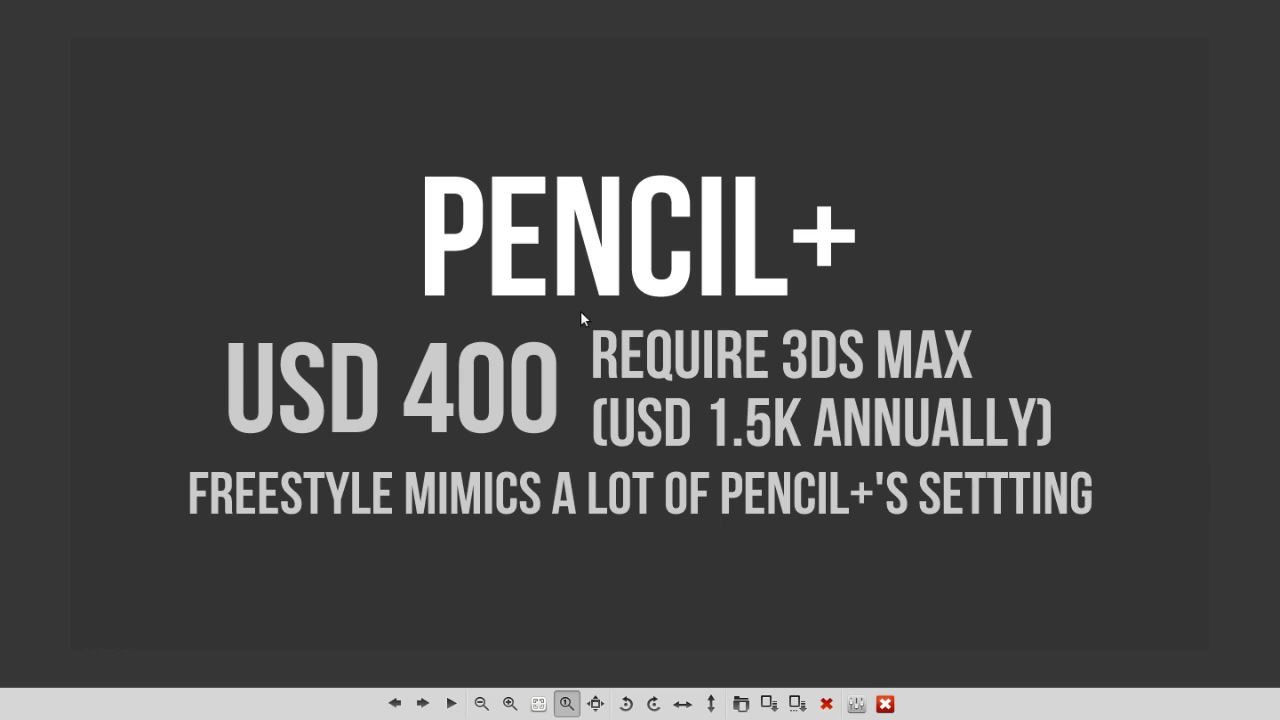 PENCIL+
USD 400
REQUIRE 3DS MAX
(USD 1.5K ANNUALLY)
FREESTYLE MIMICS A LOT OF PENCIL+'S SETTTING